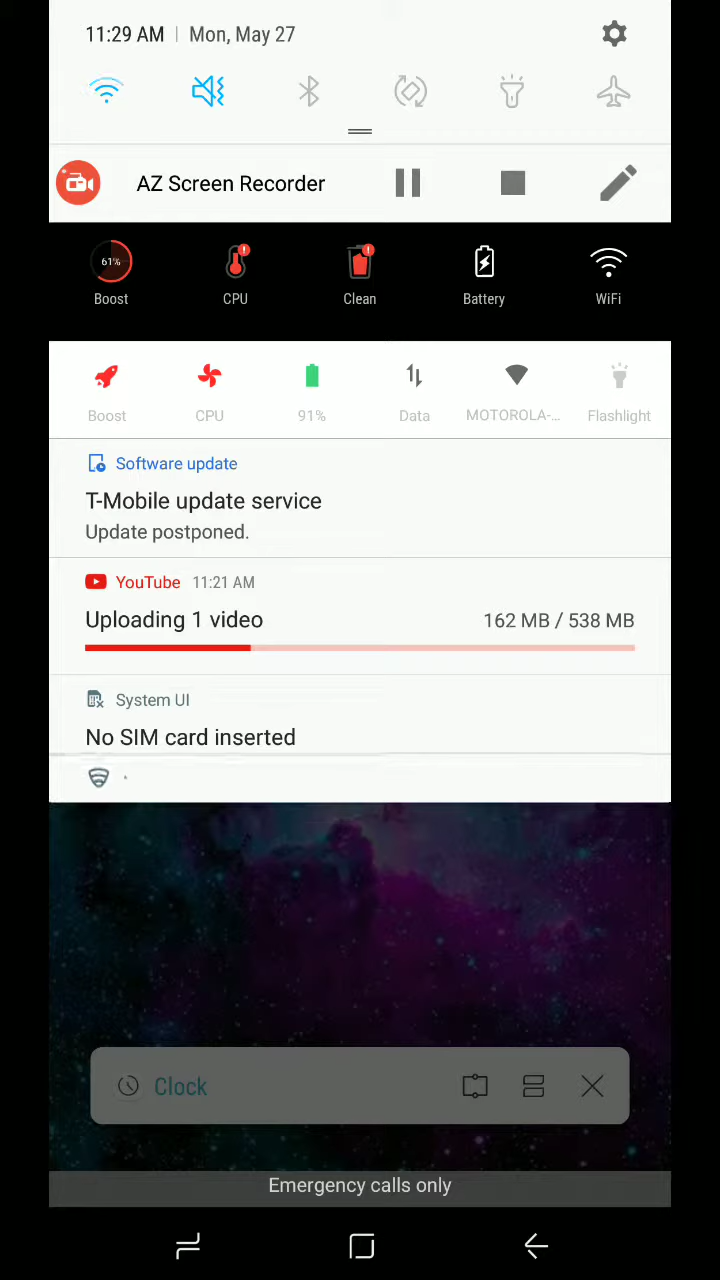 11:29 AM | Mon, May 27
AZ Screen Recorder
61%
Boost CPU Clean Battery WiFi
Boost CPU 91% Data MOTOROLA-... Flashlight
Software update
T-Mobile update service
Update postponed.
YouTube 11:21 AM
Uploading 1 video 162 MB / 538 MB
System UI
No SIM card inserted
Clock
Emergency calls only